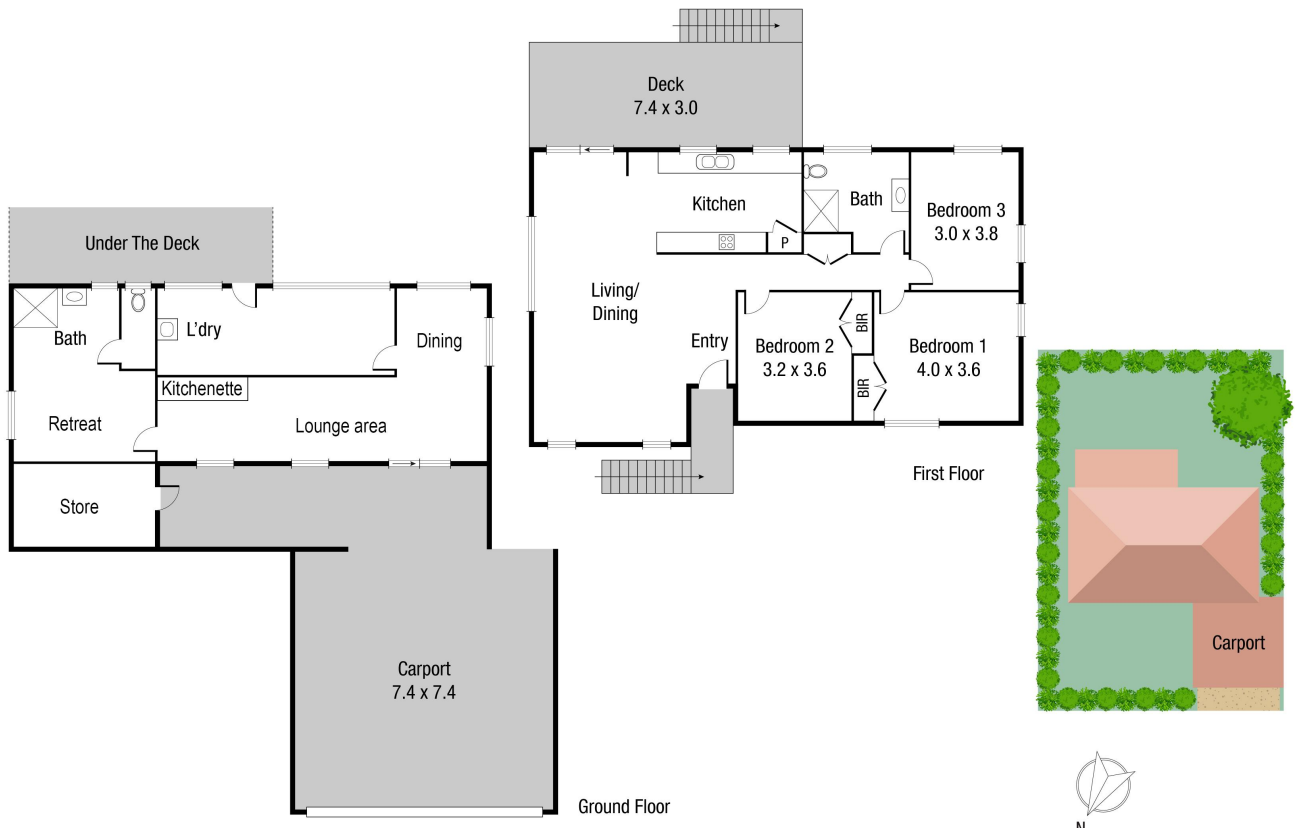 Deck
7.4 x 3.0
Kitchen
P
Bath
Bedroom 3
3.0 x 3.8
Living/
Dining
Entry
Bedroom 2
3.2 x 3.6
BIR
BIR
Bedroom 1
4.0 x 3.6
First Floor
Under The Deck
Bath
L'dry
Dining
Kitchenette
Retreat
Lounge area
Store
Carport
7.4 x 7.4
Ground Floor
Carport
N